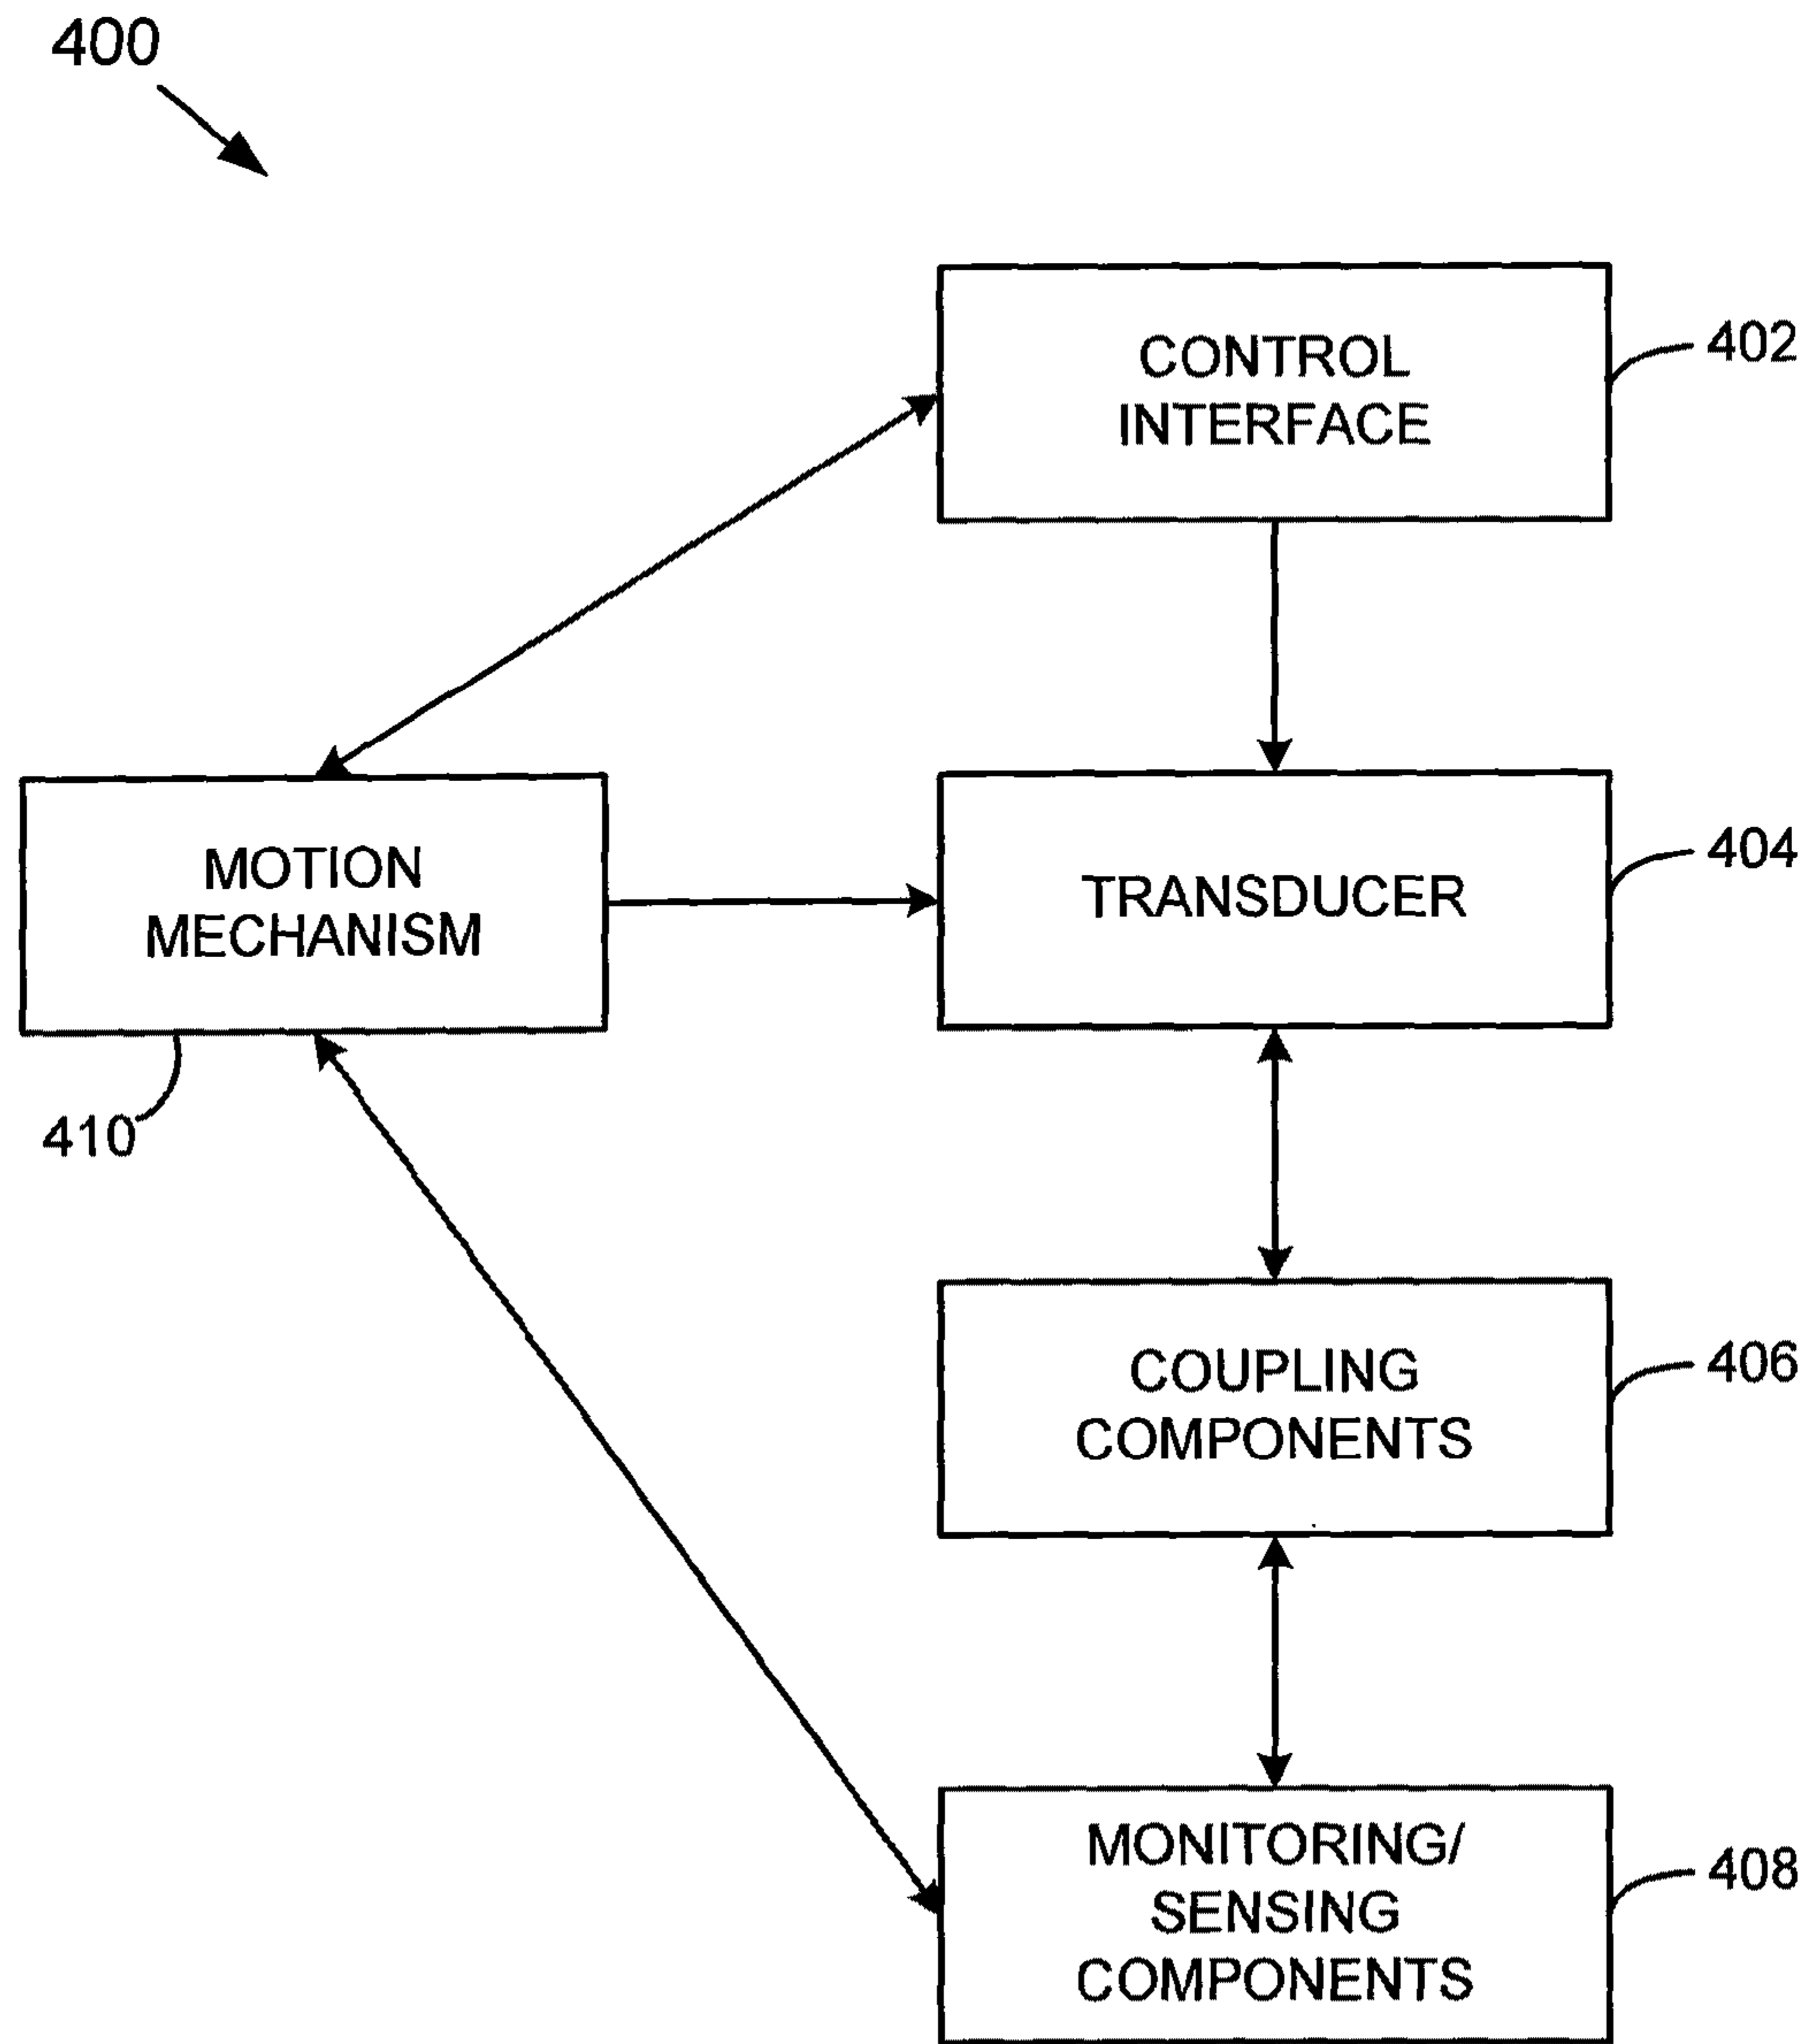 400
CONTROL
INTERFACE
402
MOTION
MECHANISM
410
TRANSDUCER
404
COUPLING
COMPONENTS
406
MONITORING/
SENSING
COMPONENTS
408